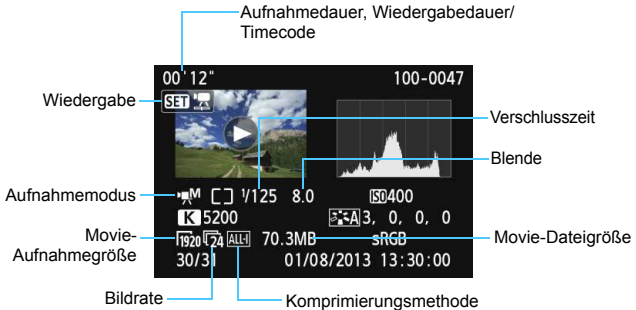 Aufnahmedauer, Wiedergabedauer/
Timecode
00'12" 100-0047
Wiedergabe
SET
Verschlusszeit
Blende
Aufnahmemodus
M 1/125 8.0 ISO 400
K 5200 A 3, 0, 0, 0
Movie-
Aufnahmegröße
1920 24 ALL-I 70.3MB sRGB
Movie-Dateigröße
30/31 01/08/2013 13:30:00
Bildrate
Komprimierungsmethode